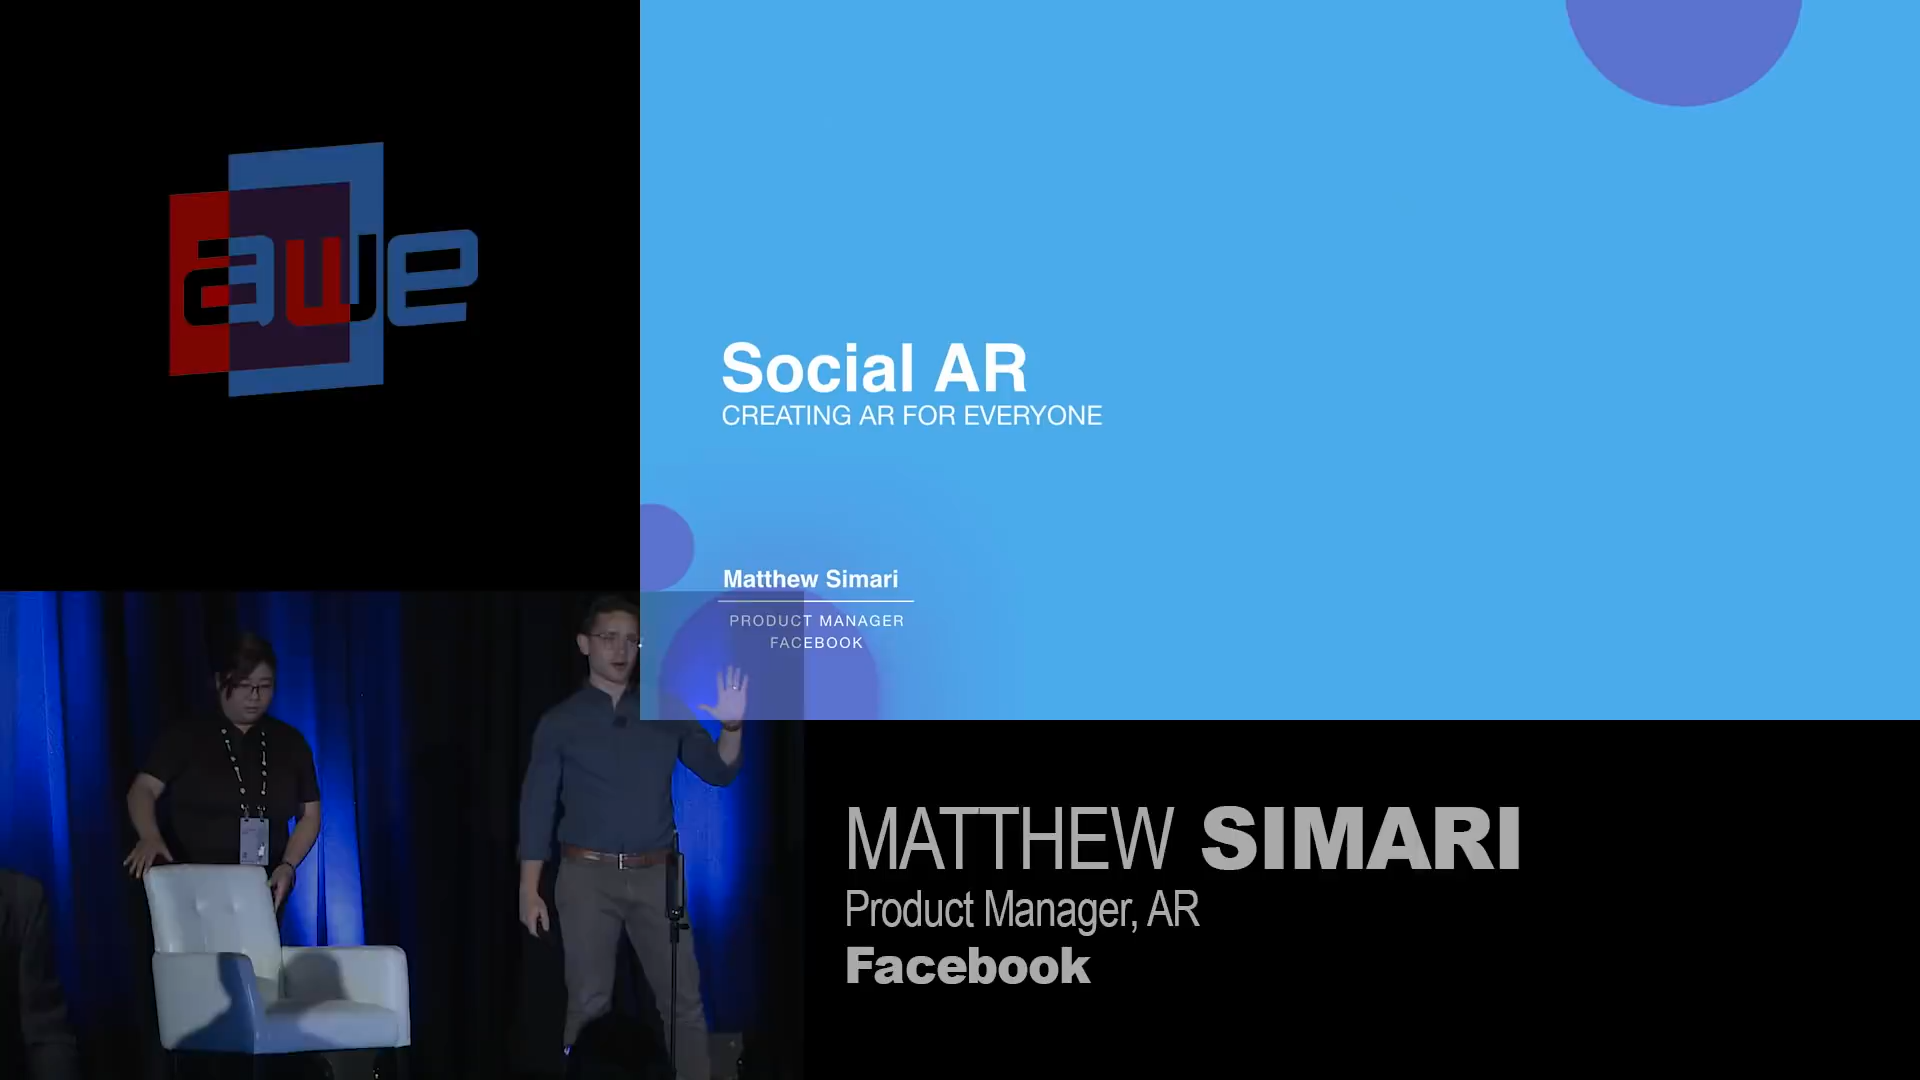 awe
Social AR
CREATING AR FOR EVERYONE
Matthew Simari
PRODUCT MANAGER
FACEBOOK
MATTHEW SIMARI
Product Manager, AR
Facebook